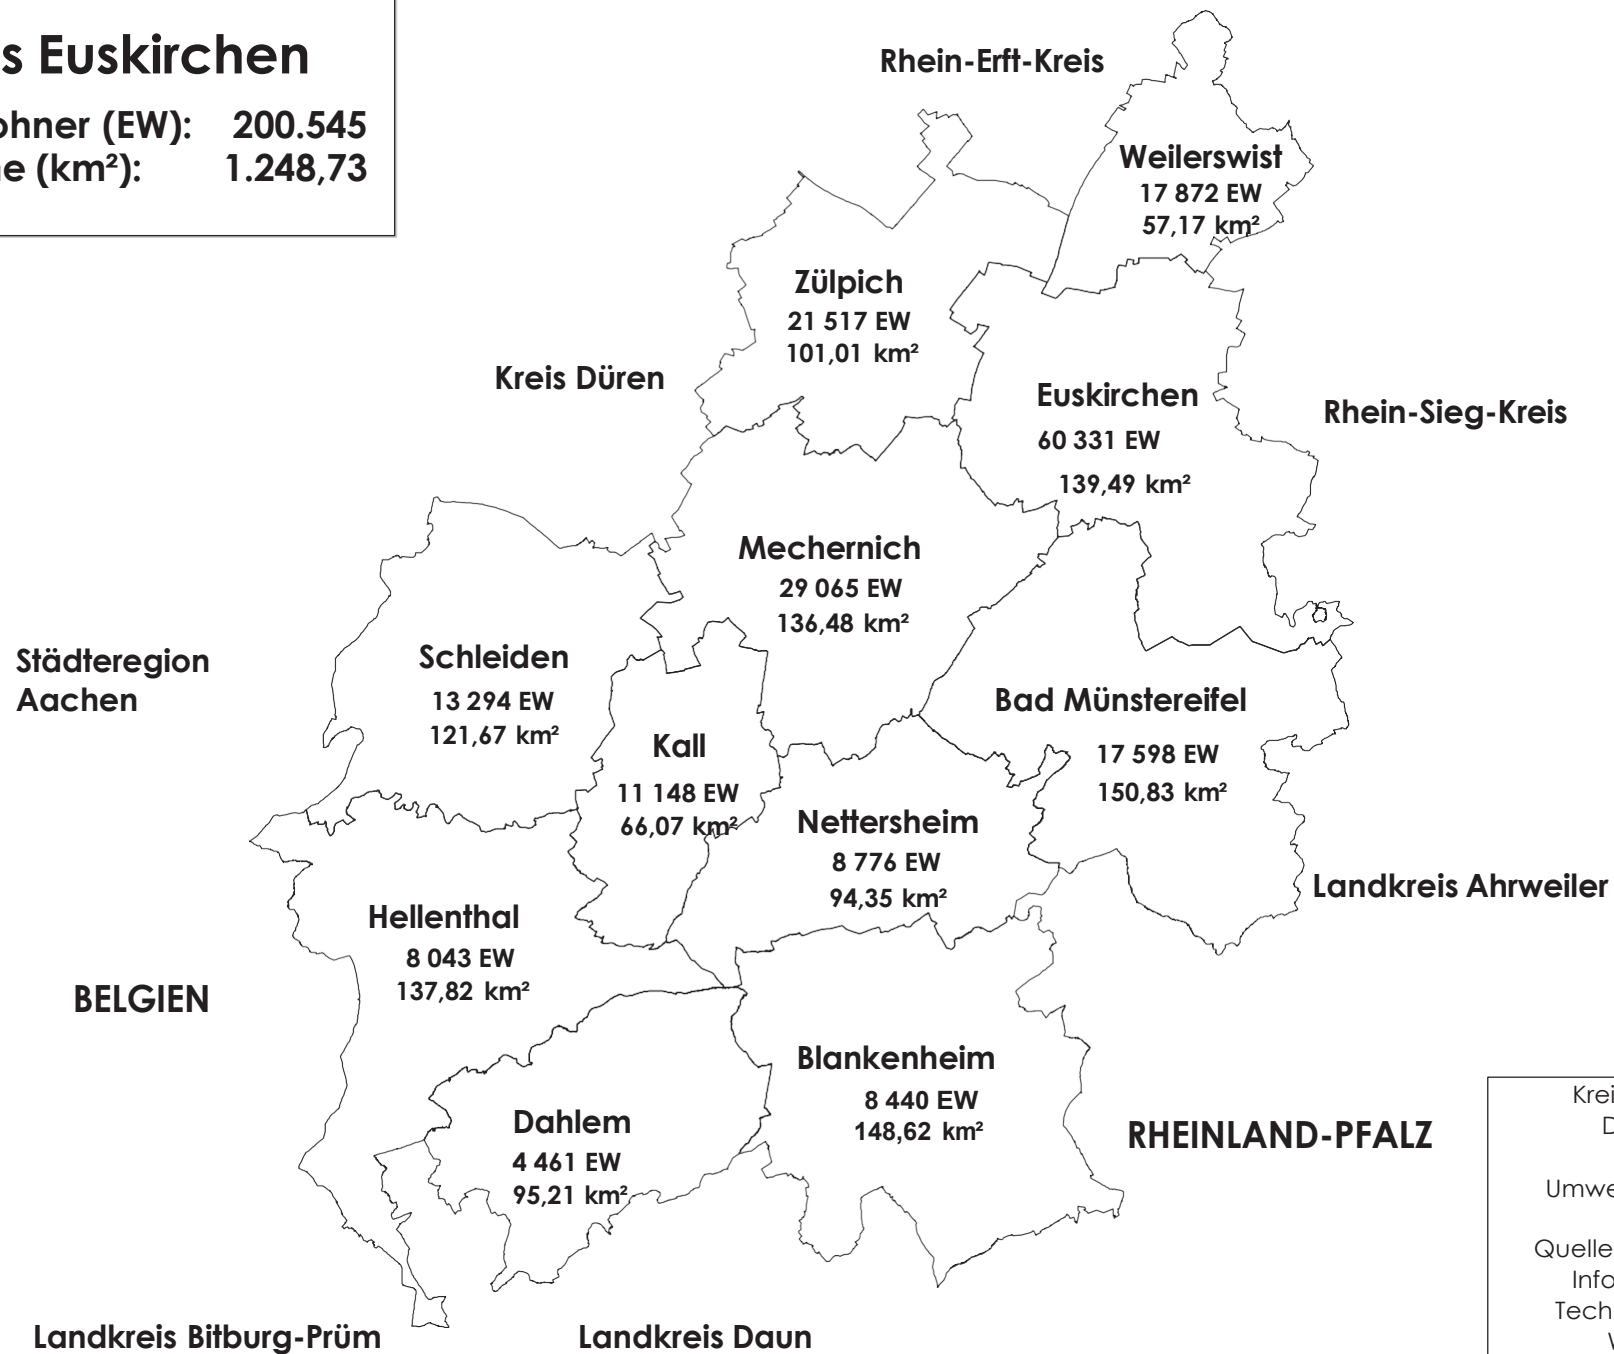 s Euskirchen
ohner (EW): 200.545
e (km²): 1.248,73
Rhein-Erft-Kreis
Weilerswist
17 872 EW
57,17 km²
Zülpich
21 517 EW
101,01 km²
Kreis Düren
Euskirchen
60 331 EW
139,49 km²
Rhein-Sieg-Kreis
Mechernich
29 065 EW
136,48 km²
Städteregion
Aachen
Schleiden
13 294 EW
121,67 km²
Kall
11 148 EW
66,07 km²
Bad Münstereifel
17 598 EW
150,83 km²
Nettersheim
8 776 EW
94,35 km²
Landkreis Ahrweiler
Hellenthal
8 043 EW
137,82 km²
BELGIEN
Blankenheim
8 440 EW
148,62 km²
Dahlem
4 461 EW
95,21 km²
RHEINLAND-PFALZ
Krei
D
Umwe
Quelle
Info
Tech
W
Landkreis Bitburg-Prüm
Landkreis Daun